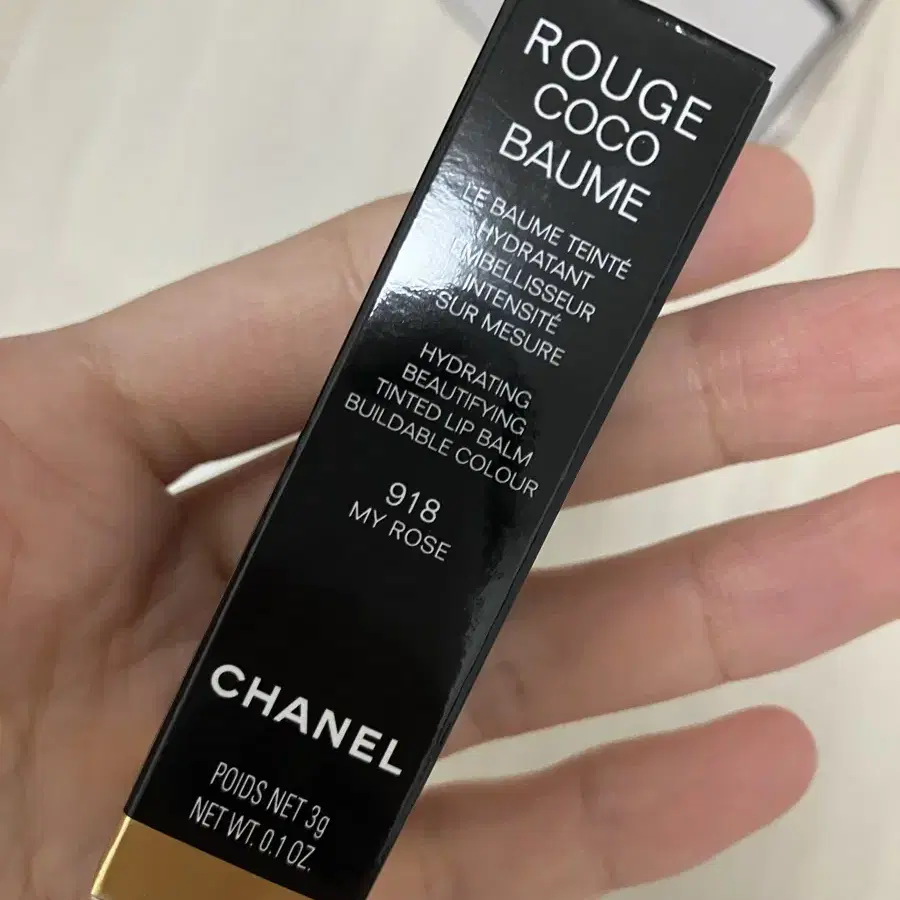 ROUGE
COCO
BAUME
LE BAUME TEINTÉ
HYDRATANT
EMBELLISSEUR
INTENSITÉ
SUR MESURE
HYDRATING
BEAUTIFYING
TINTED LIP BALM
BUILDABLE COLOUR
918
MY ROSE
CHANEL
POIDS NET 3g
NET WT. 0.1 OZ.